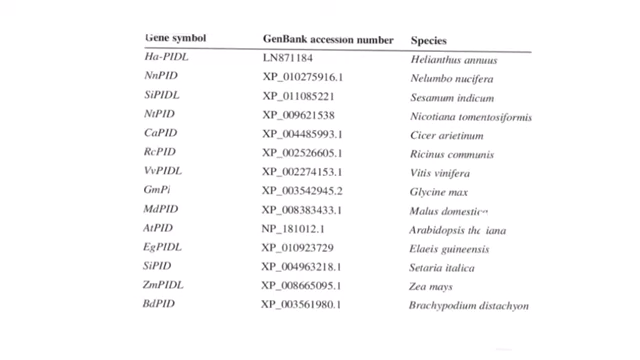 Gene symbol GenBank accession number Species
Ha-PIDL LN871184 Helianthus annuus
NnPID XP_010275916.1 Nelumbo nucifera
SiPIDL XP_011085221 Sesamum indicum
NtPID XP_009621538 Nicotiana tomentosiformis
CaPID XP_004485993.1 Cicer arietinum
RcPID XP_002526605.1 Ricinus communis
VvPIDL XP_002274153.1 Vitis vinifera
GmPI XP_003542945.2 Glycine max
MdPID XP_008383433.1 Malus
AtPID NP_181012.1 Arabidopsis
EgPIDL XP_010923729 Elaeis guineensis
SiPID XP_004963218.1 Setaria italica
ZmPIDL XP_008665095.1 Zea mays
BdPID XP_003561980.1 Brachypodium distachyon